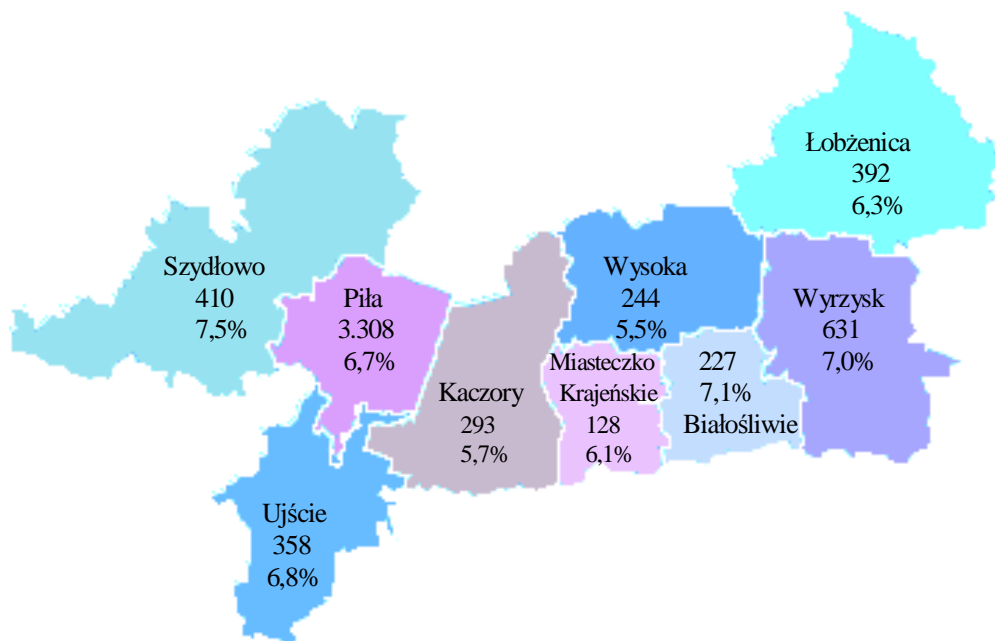 Łobżenica
392
6,3%
Szydłowo
410
7,5%
Piła
3.308
6,7%
Wysoka
244
5,5%
Wyrzysk
631
7,0%
Kaczory
293
5,7%
Miasteczko
Krajeńskie
128
6,1%
227
7,1%
Białośliwie
Ujście
358
6,8%